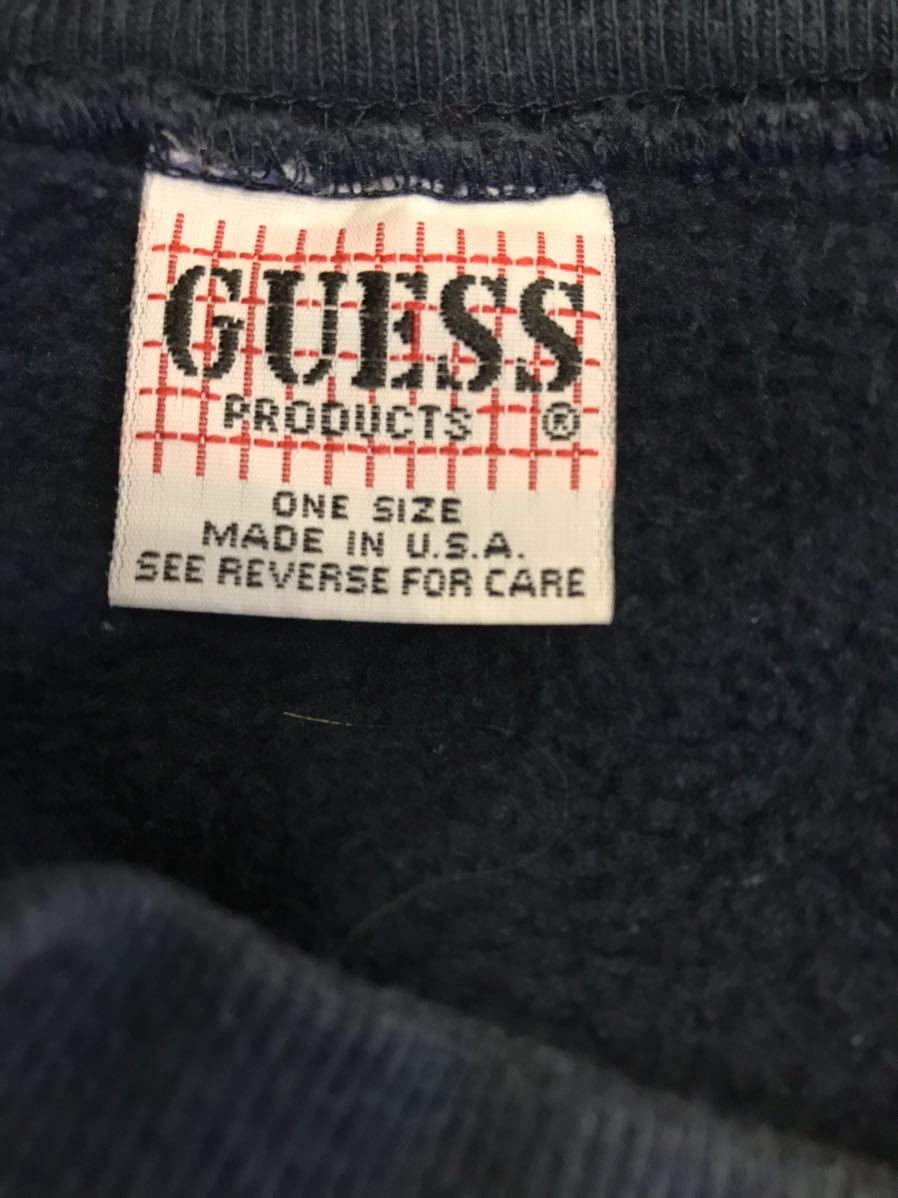 GUESS
PRODUCTS ®
ONE SIZE
MADE IN U.S.A.
SEE REVERSE FOR CARE